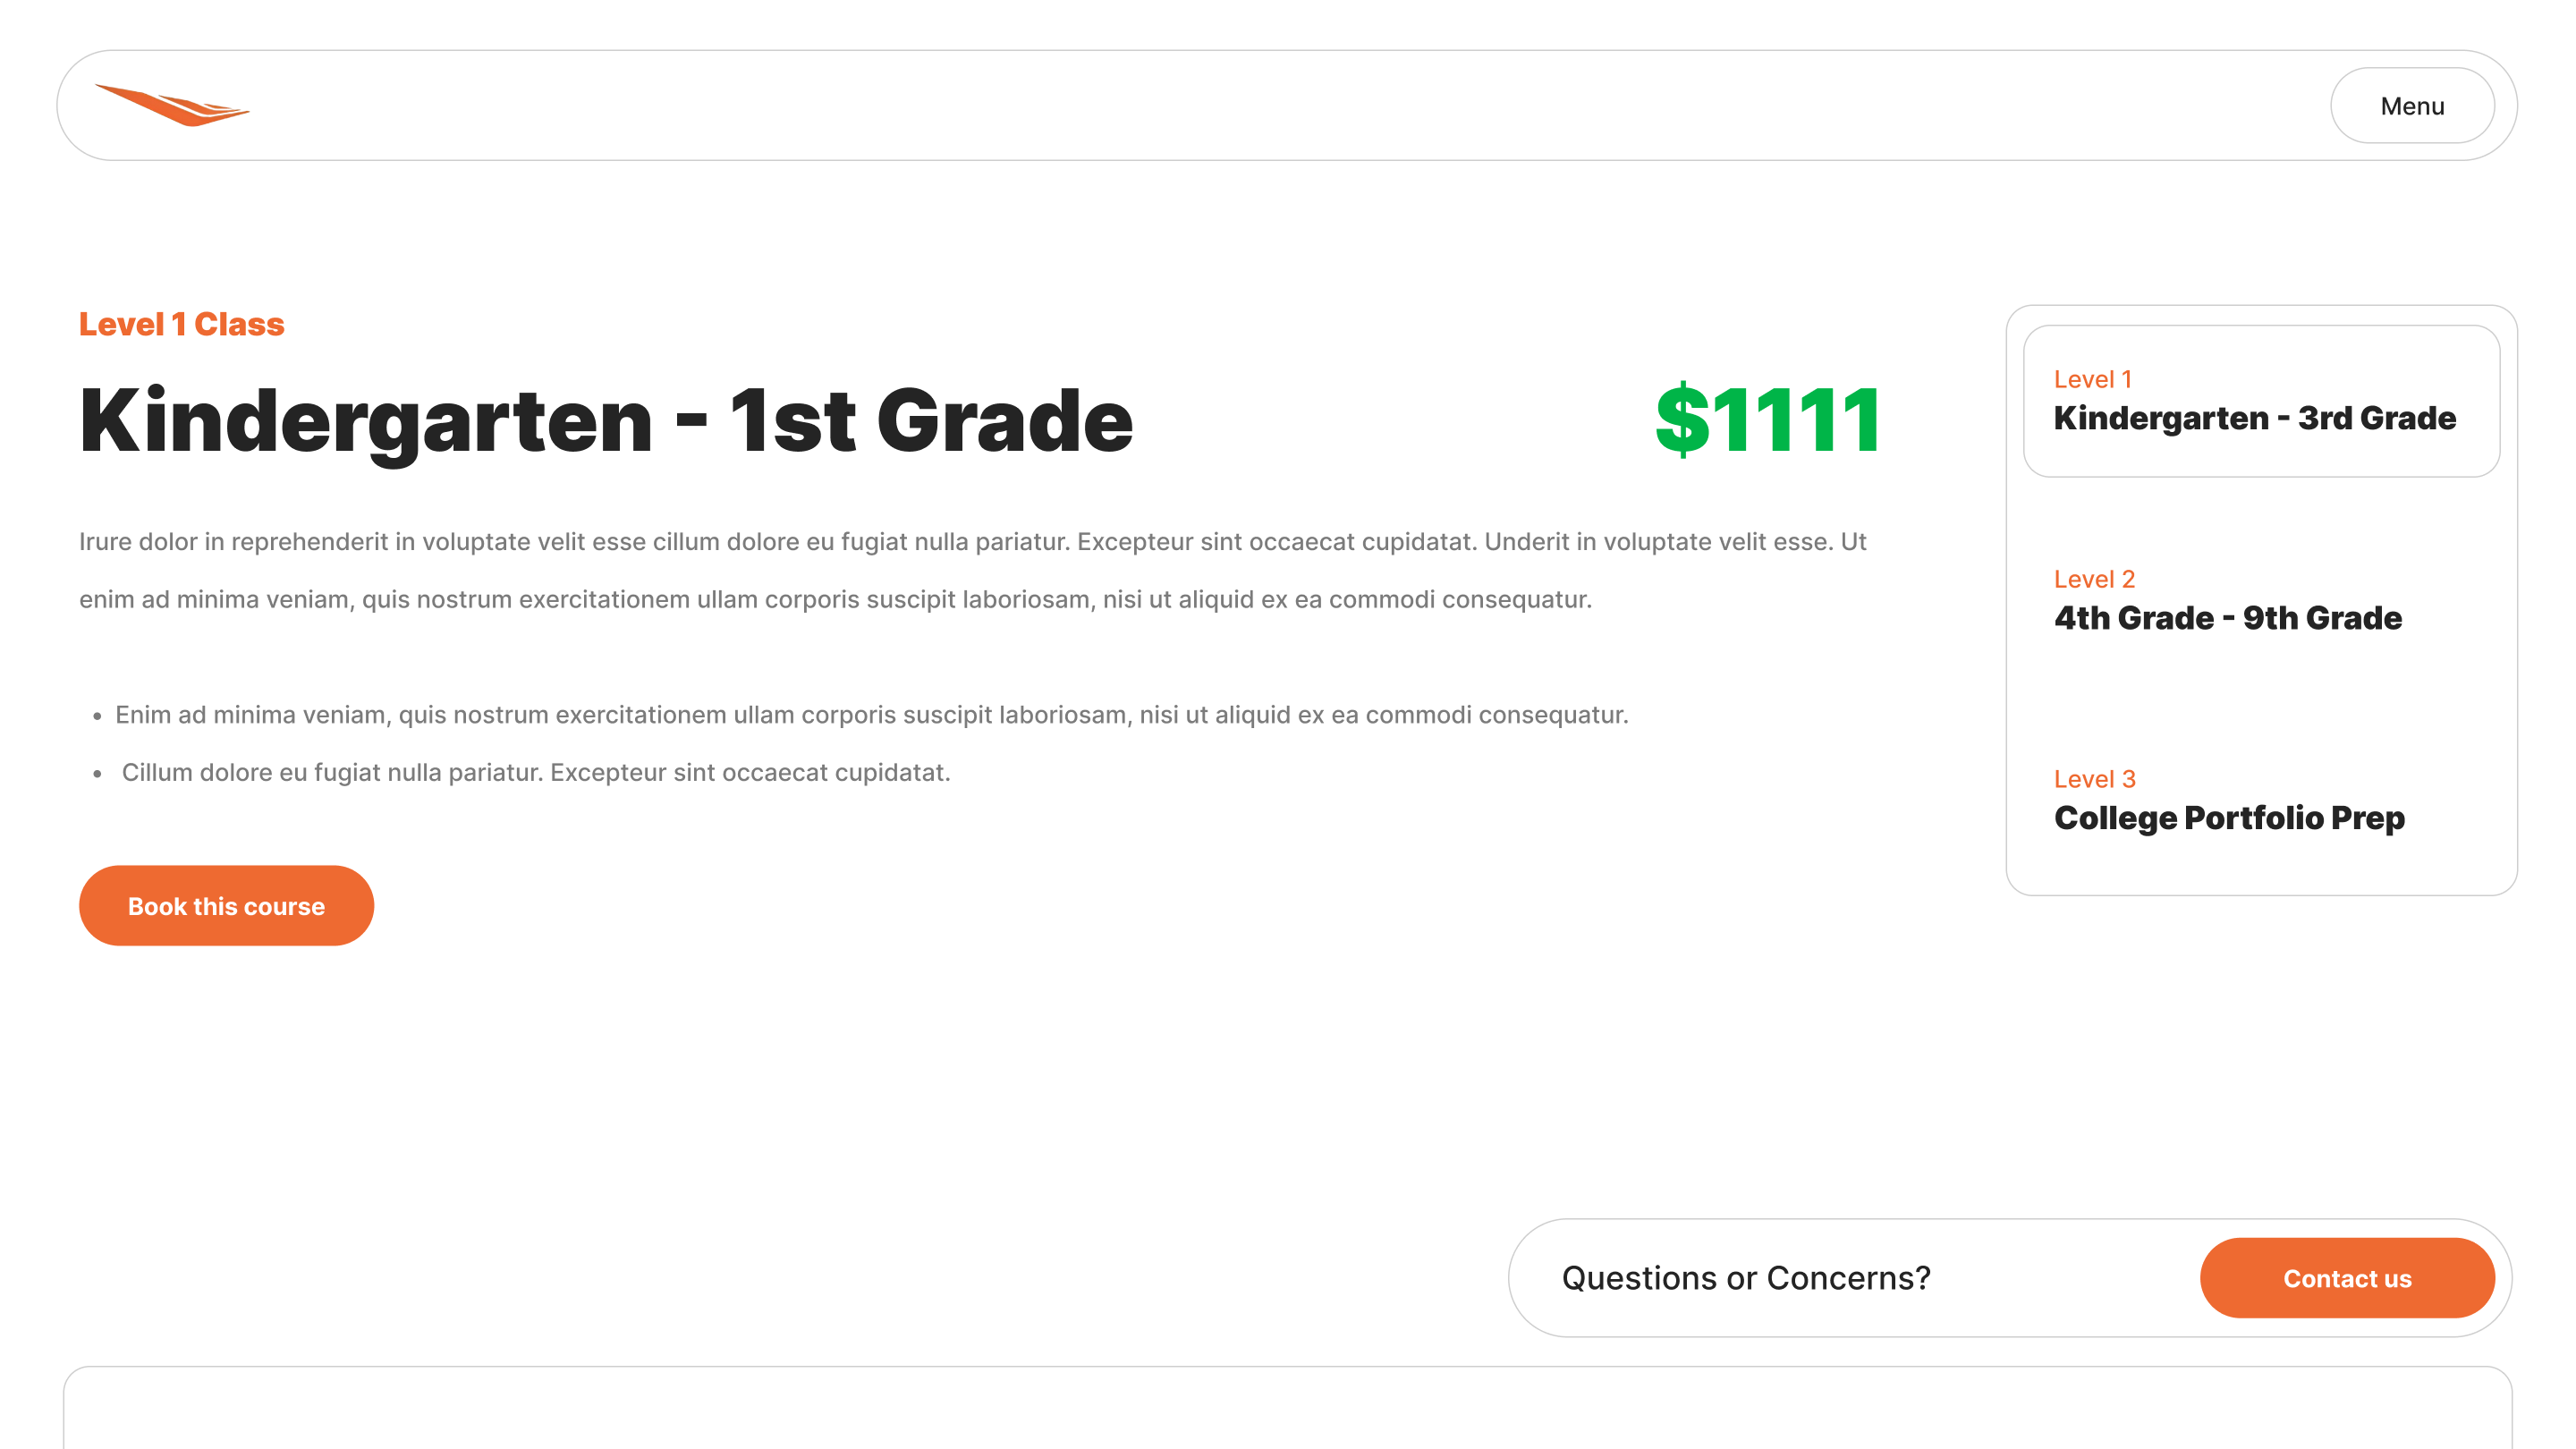 Menu
Level 1 Class
Kindergarten - 1st Grade
$1111
Irure dolor in reprehenderit in voluptate velit esse cillum dolore eu fugiat nulla pariatur. Excepteur sint occaecat cupidatat. Underit in voluptate velit esse. Ut
enim ad minima veniam, quis nostrum exercitationem ullam corporis suscipit laboriosam, nisi ut aliquid ex ea commodi consequatur.
• Enim ad minima veniam, quis nostrum exercitationem ullam corporis suscipit laboriosam, nisi ut aliquid ex ea commodi consequatur.
• Cillum dolore eu fugiat nulla pariatur. Excepteur sint occaecat cupidatat.
Book this course
Level 1
Kindergarten - 3rd Grade
Level 2
4th Grade - 9th Grade
Level 3
College Portfolio Prep
Questions or Concerns?
Contact us